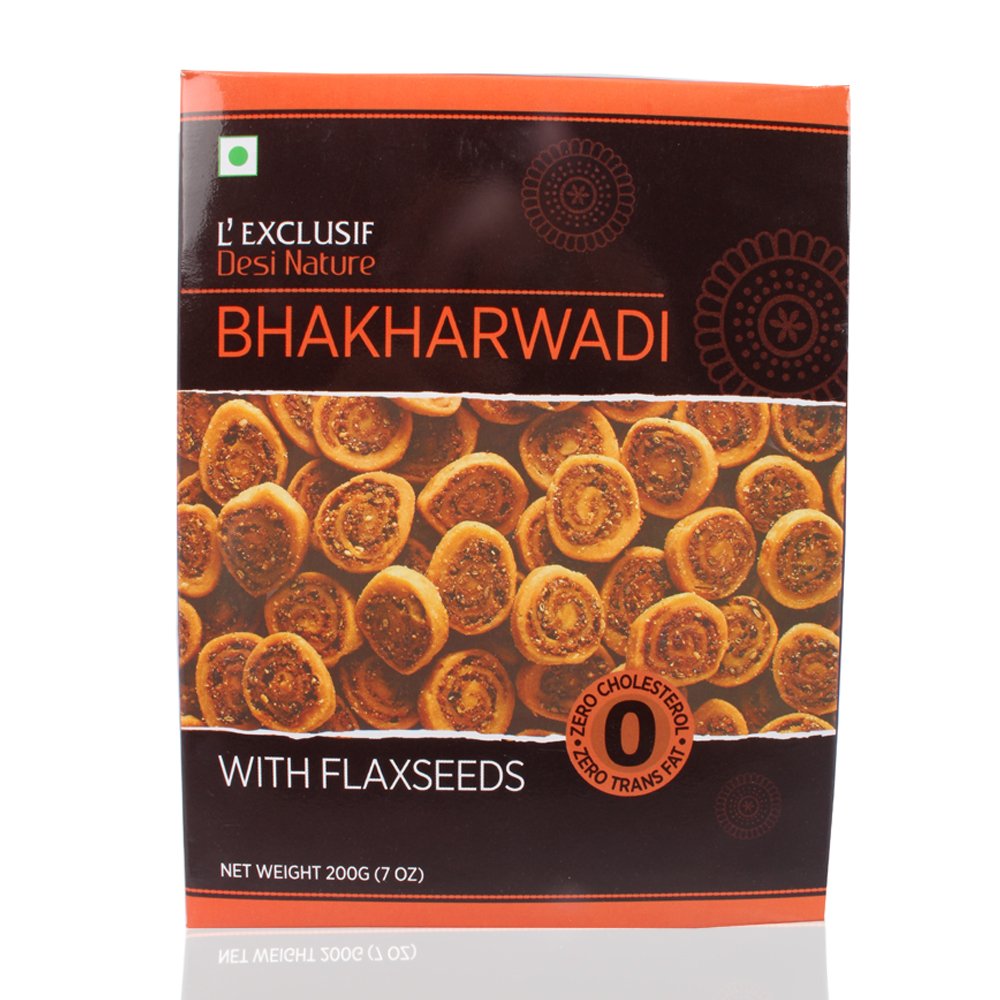 L' EXCLUSIF
Desi Nature
BHAKHARWADI
ZERO CHOLESTEROL
0
ZERO TRANS FAT
WITH FLAXSEEDS
NET WEIGHT 200G (7 OZ)